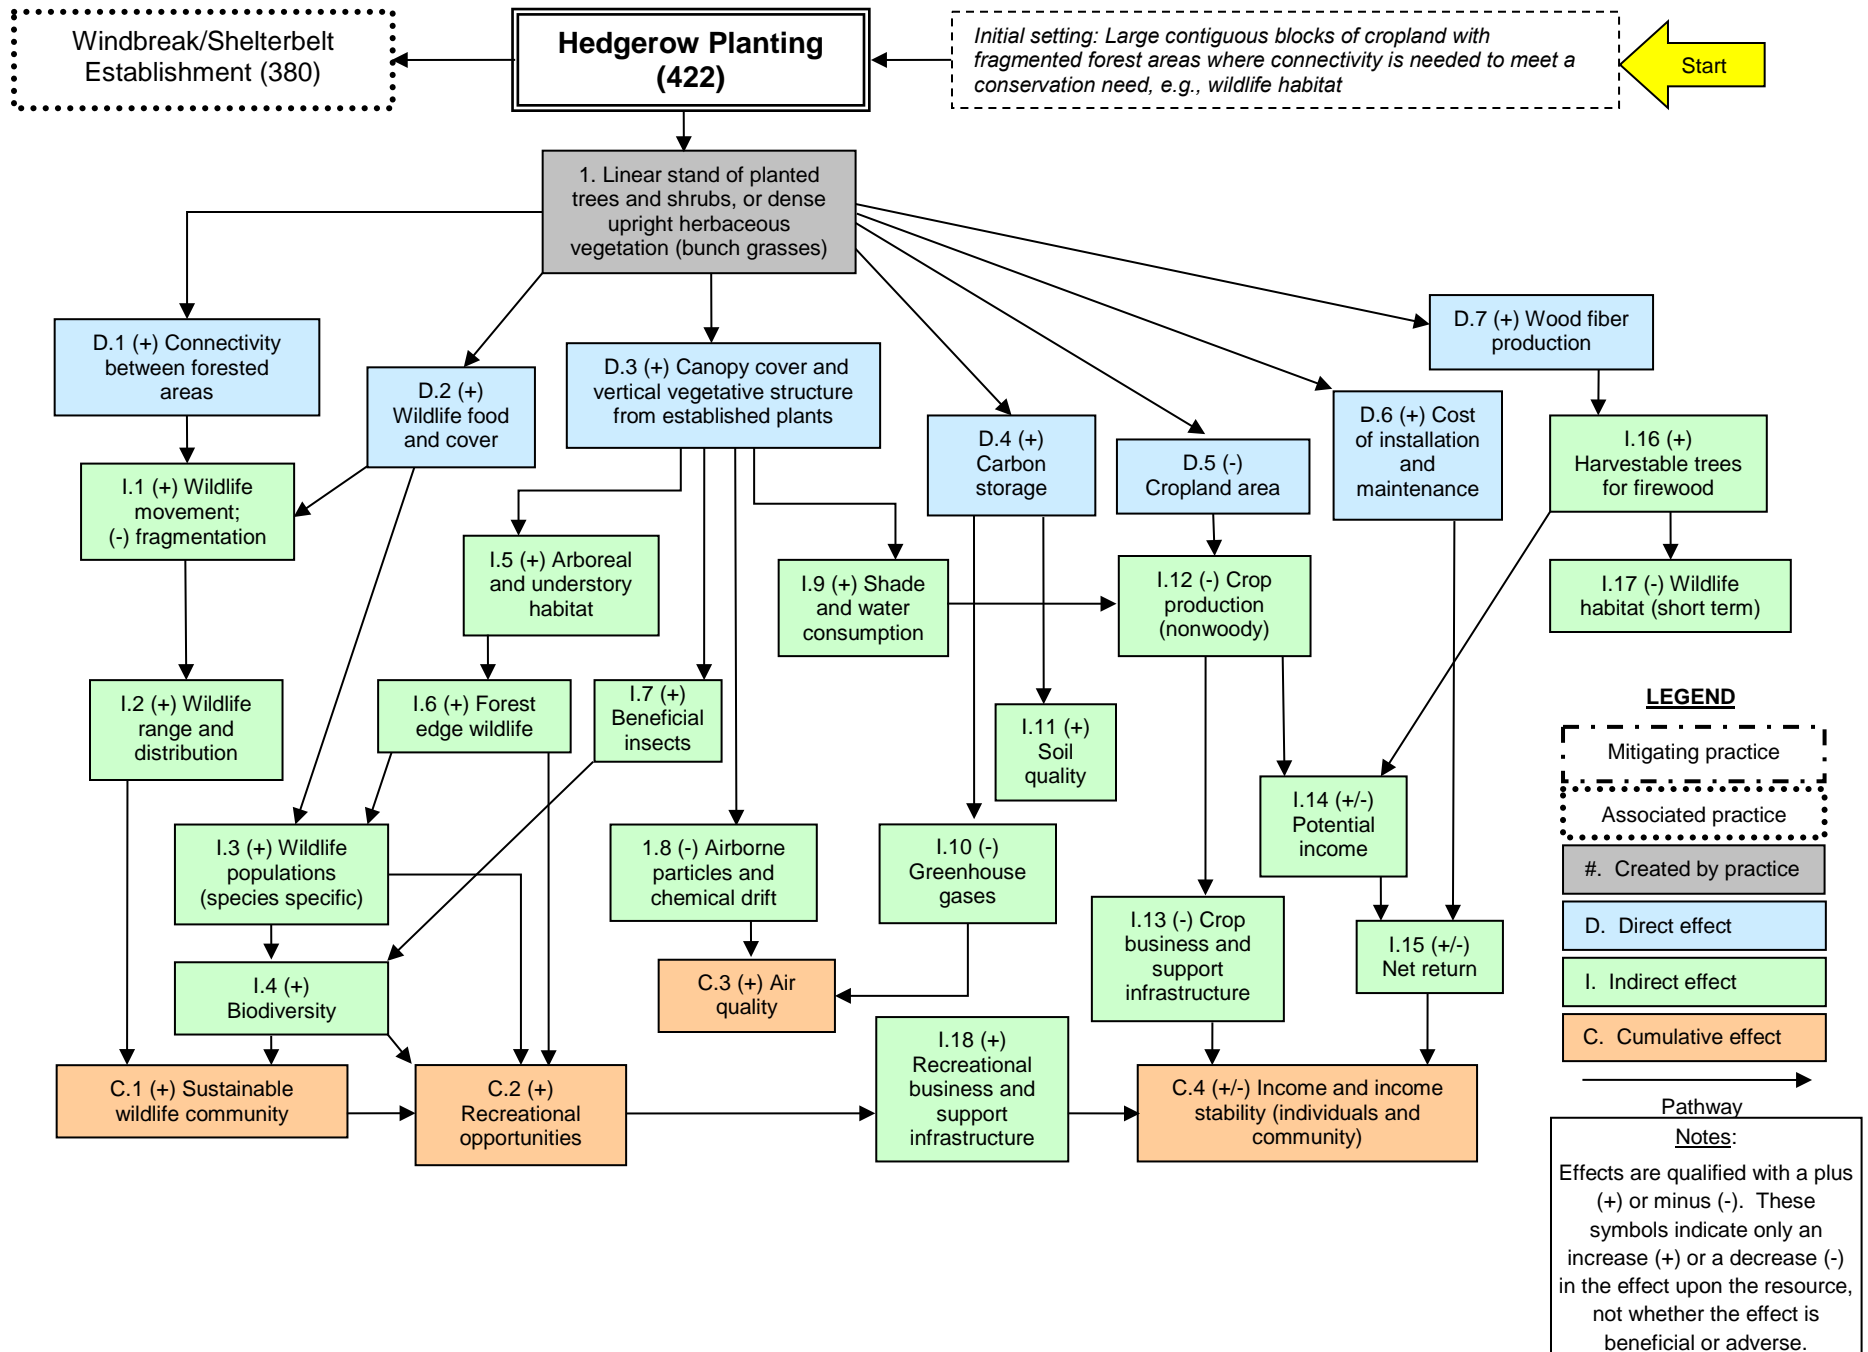 Windbreak/Shelterbelt
Establishment (380)
Hedgerow Planting
(422)
Initial setting: Large contiguous blocks of cropland with
fragmented forest areas where connectivity is needed to meet a
conservation need, e.g., wildlife habitat
Start
1. Linear stand of planted
trees and shrubs, or dense
upright herbaceous
vegetation (bunch grasses)
D.1 (+) Connectivity
between forested
areas
D.2 (+)
Wildlife food
and cover
D.3 (+) Canopy cover and
vertical vegetative structure
from established plants
D.4 (+)
Carbon
storage
D.5 (-)
Cropland area
D.6 (+) Cost
of installation
and
maintenance
D.7 (+) Wood fiber
production
I.1 (+) Wildlife
movement;
(-) fragmentation
I.5 (+) Arboreal
and understory
habitat
I.9 (+) Shade
and water
consumption
I.12 (-) Crop
production
(nonwoody)
I.16 (+)
Harvestable trees
for firewood
I.17 (-) Wildlife
habitat (short term)
I.2 (+) Wildlife
range and
distribution
I.6 (+) Forest
edge wildlife
I.7 (+)
Beneficial
insects
I.11 (+)
Soil
quality
I.14 (+/-)
Potential
income
I.3 (+) Wildlife
populations
(species specific)
1.8 (-) Airborne
particles and
chemical drift
I.10 (-)
Greenhouse
gases
I.13 (-) Crop
business and
support
infrastructure
I.15 (+/-)
Net return
I.4 (+)
Biodiversity
C.3 (+) Air
quality
I.18 (+)
Recreational
business and
support
infrastructure
C.1 (+) Sustainable
wildlife community
C.2 (+)
Recreational
opportunities
C.4 (+/-) Income and income
stability (individuals and
community)
LEGEND
Mitigating practice
Associated practice
#. Created by practice
D. Direct effect
I. Indirect effect
C. Cumulative effect
Pathway
Notes:
Effects are qualified with a plus
(+) or minus (-). These
symbols indicate only an
increase (+) or a decrease (-)
in the effect upon the resource,
not whether the effect is
beneficial or adverse.